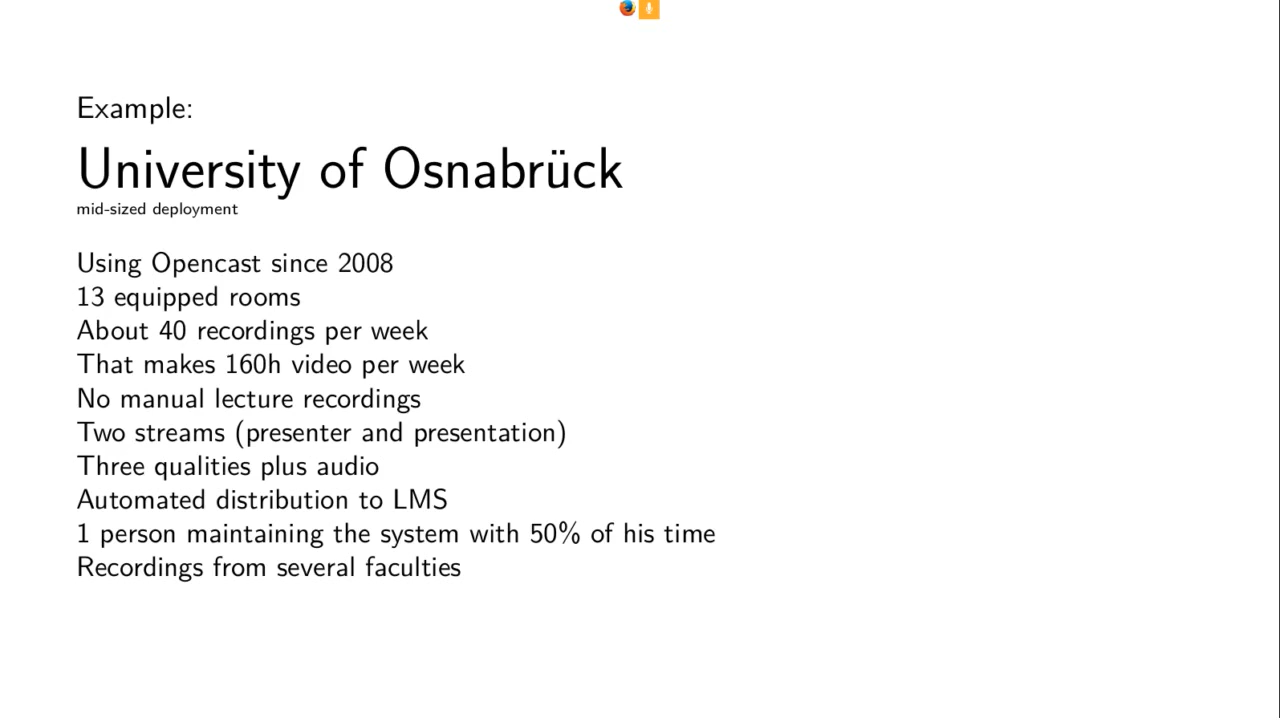 Example:
University of Osnabrück
mid-sized deployment
Using Opencast since 2008
13 equipped rooms
About 40 recordings per week
That makes 160h video per week
No manual lecture recordings
Two streams (presenter and presentation)
Three qualities plus audio
Automated distribution to LMS
1 person maintaining the system with 50% of his time
Recordings from several faculties